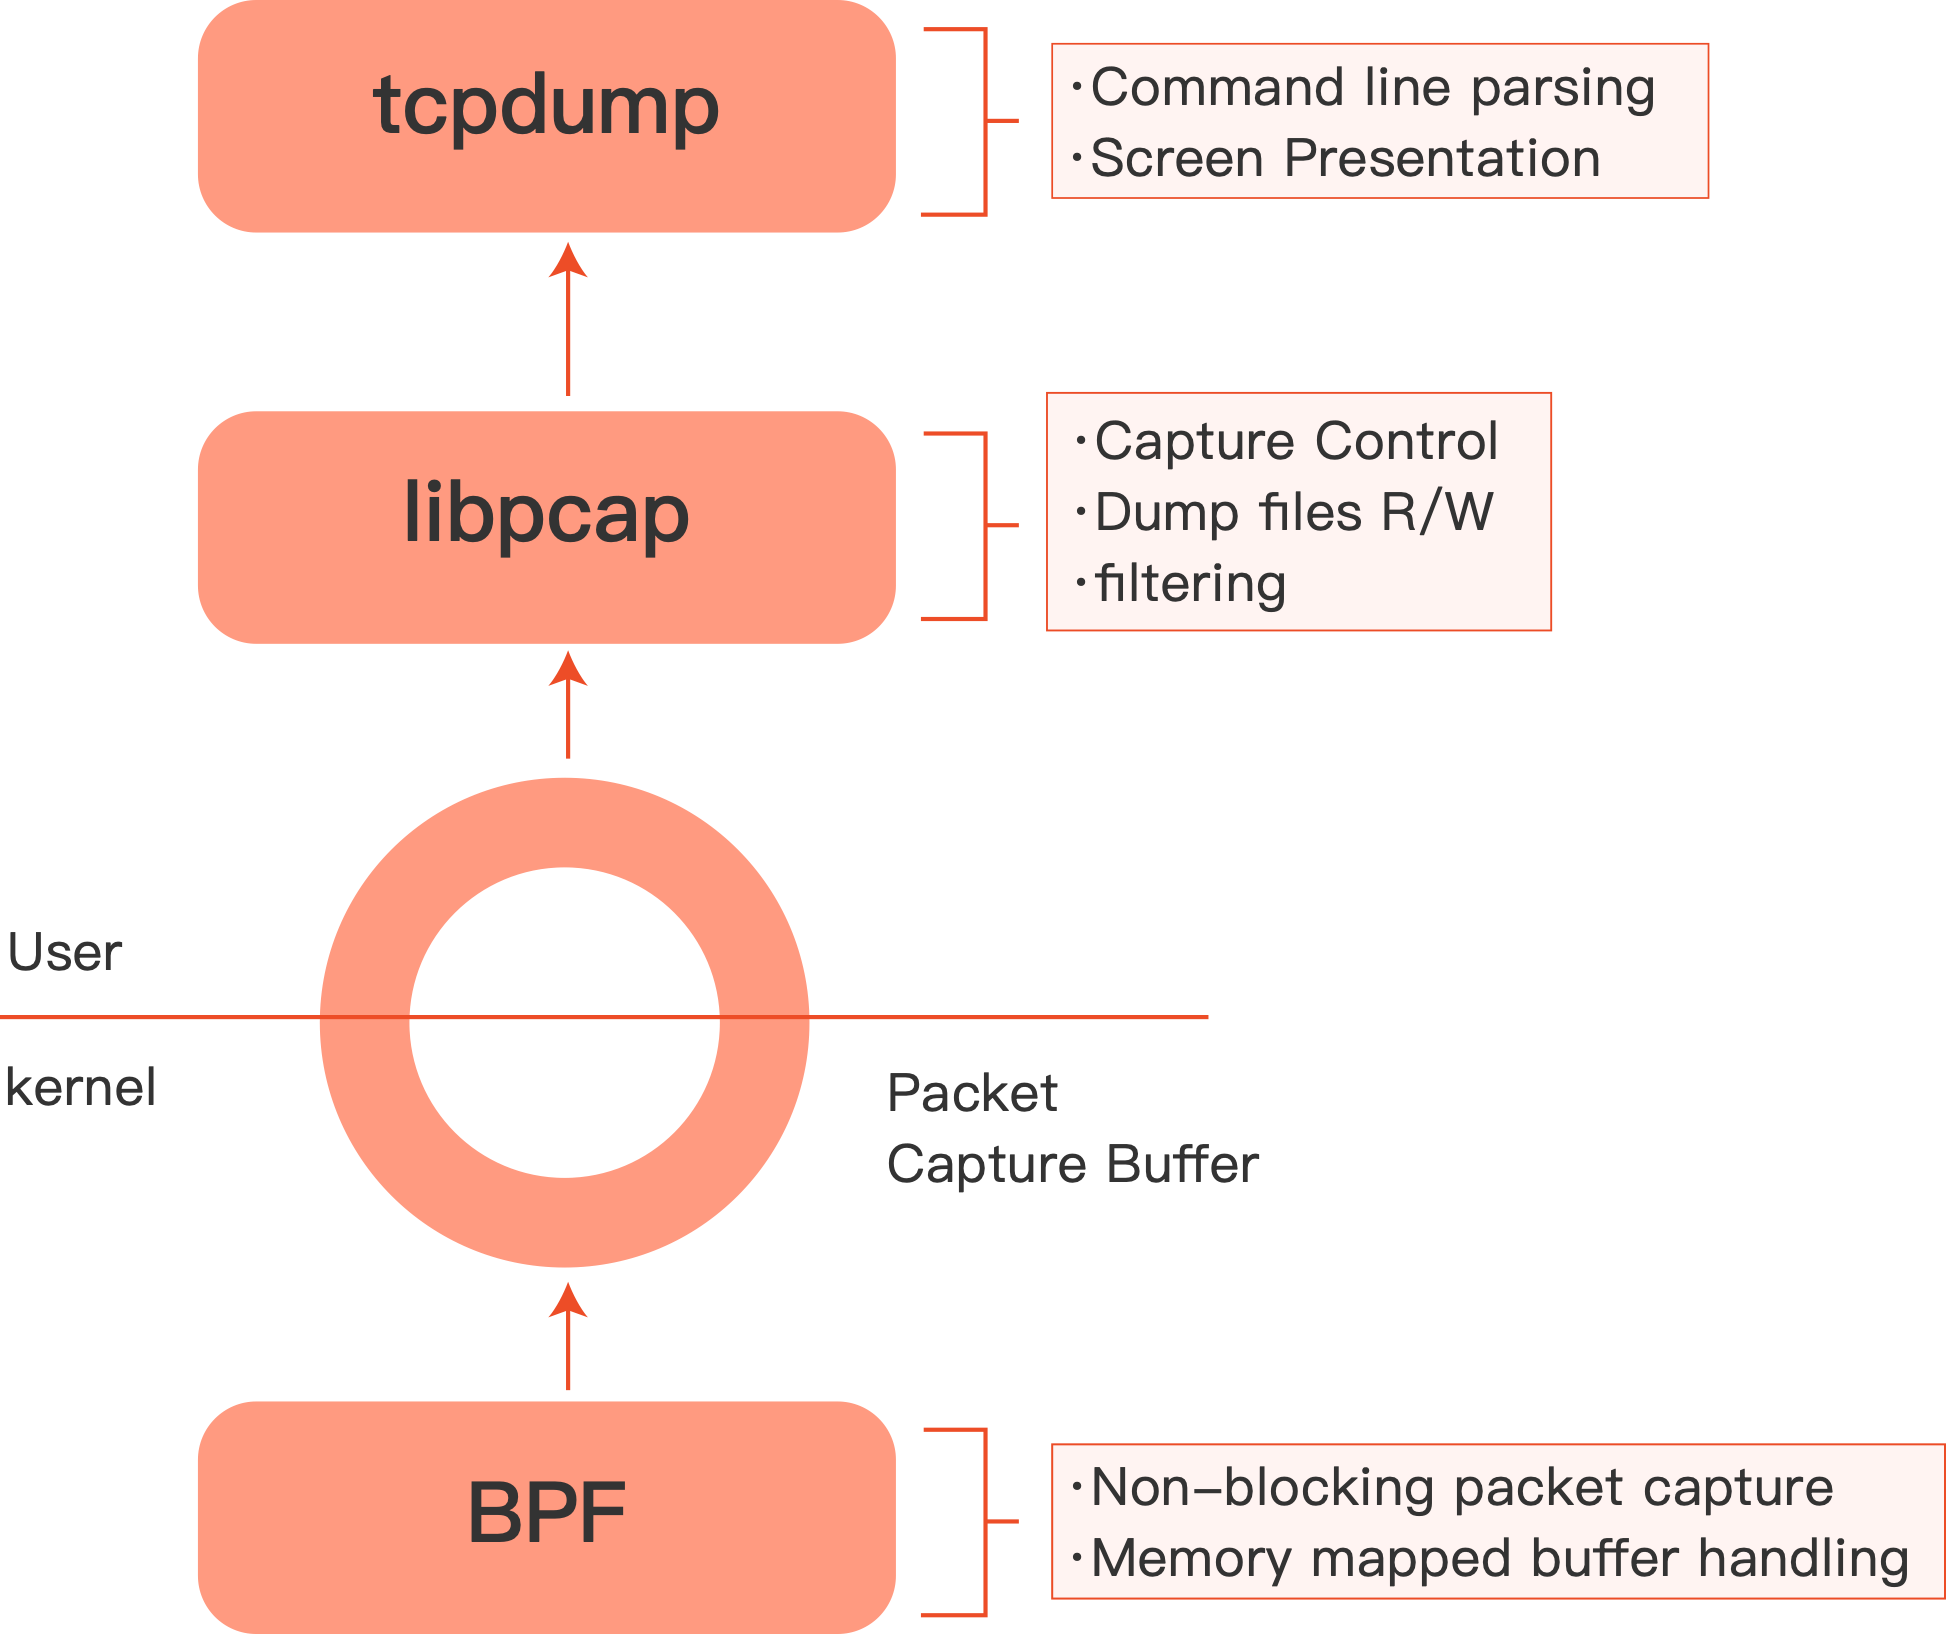 tcpdump
·Command line parsing
·Screen Presentation
libpcap
·Capture Control
·Dump files R/W
·filtering
User
kernel
Packet
Capture Buffer
BPF
·Non–blocking packet capture
·Memory mapped buffer handling